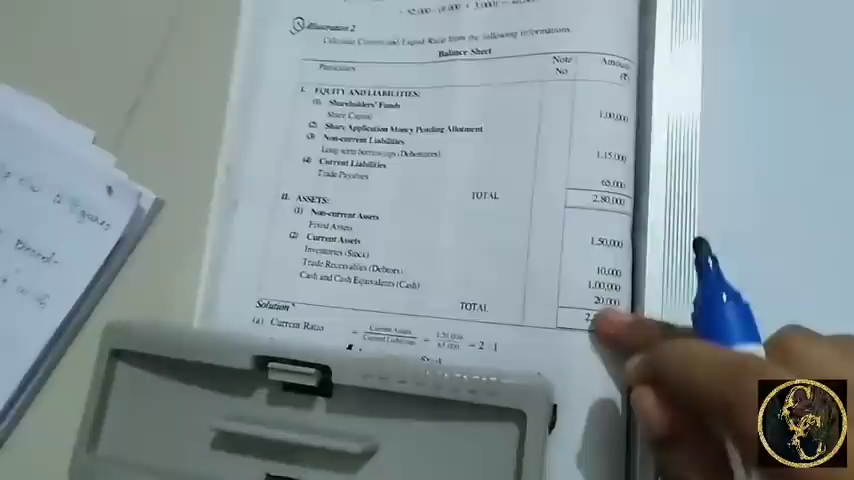 Illustration 2
Calculate Current and Liquid Ratio from the following informations.
Balance Sheet
Particulars Note No. Amount (₹)
I. EQUITY AND LIABILITIES:
(1) Shareholders' Funds
Share Capital 1,00,000
(2) Share Application Money Pending Allotment
(3) Non-current Liabilities
Long-term borrowings (Debentures) 1,15,000
(4) Current Liabilities
Trade Payables 65,000
TOTAL 2,80,000
II. ASSETS:
(1) Non-current Assets
Fixed Assets 1,50,000
(2) Current Assets
Inventories (Stock) 10,000
Trade Receivables (Debtors) 1,00,000
Cash and Cash Equivalents (Cash) 20,000
TOTAL
Solution
(a) Current Ratio = Current Assets / Current Liabilities = 1,30,000 / 65,000 = 2 : 1